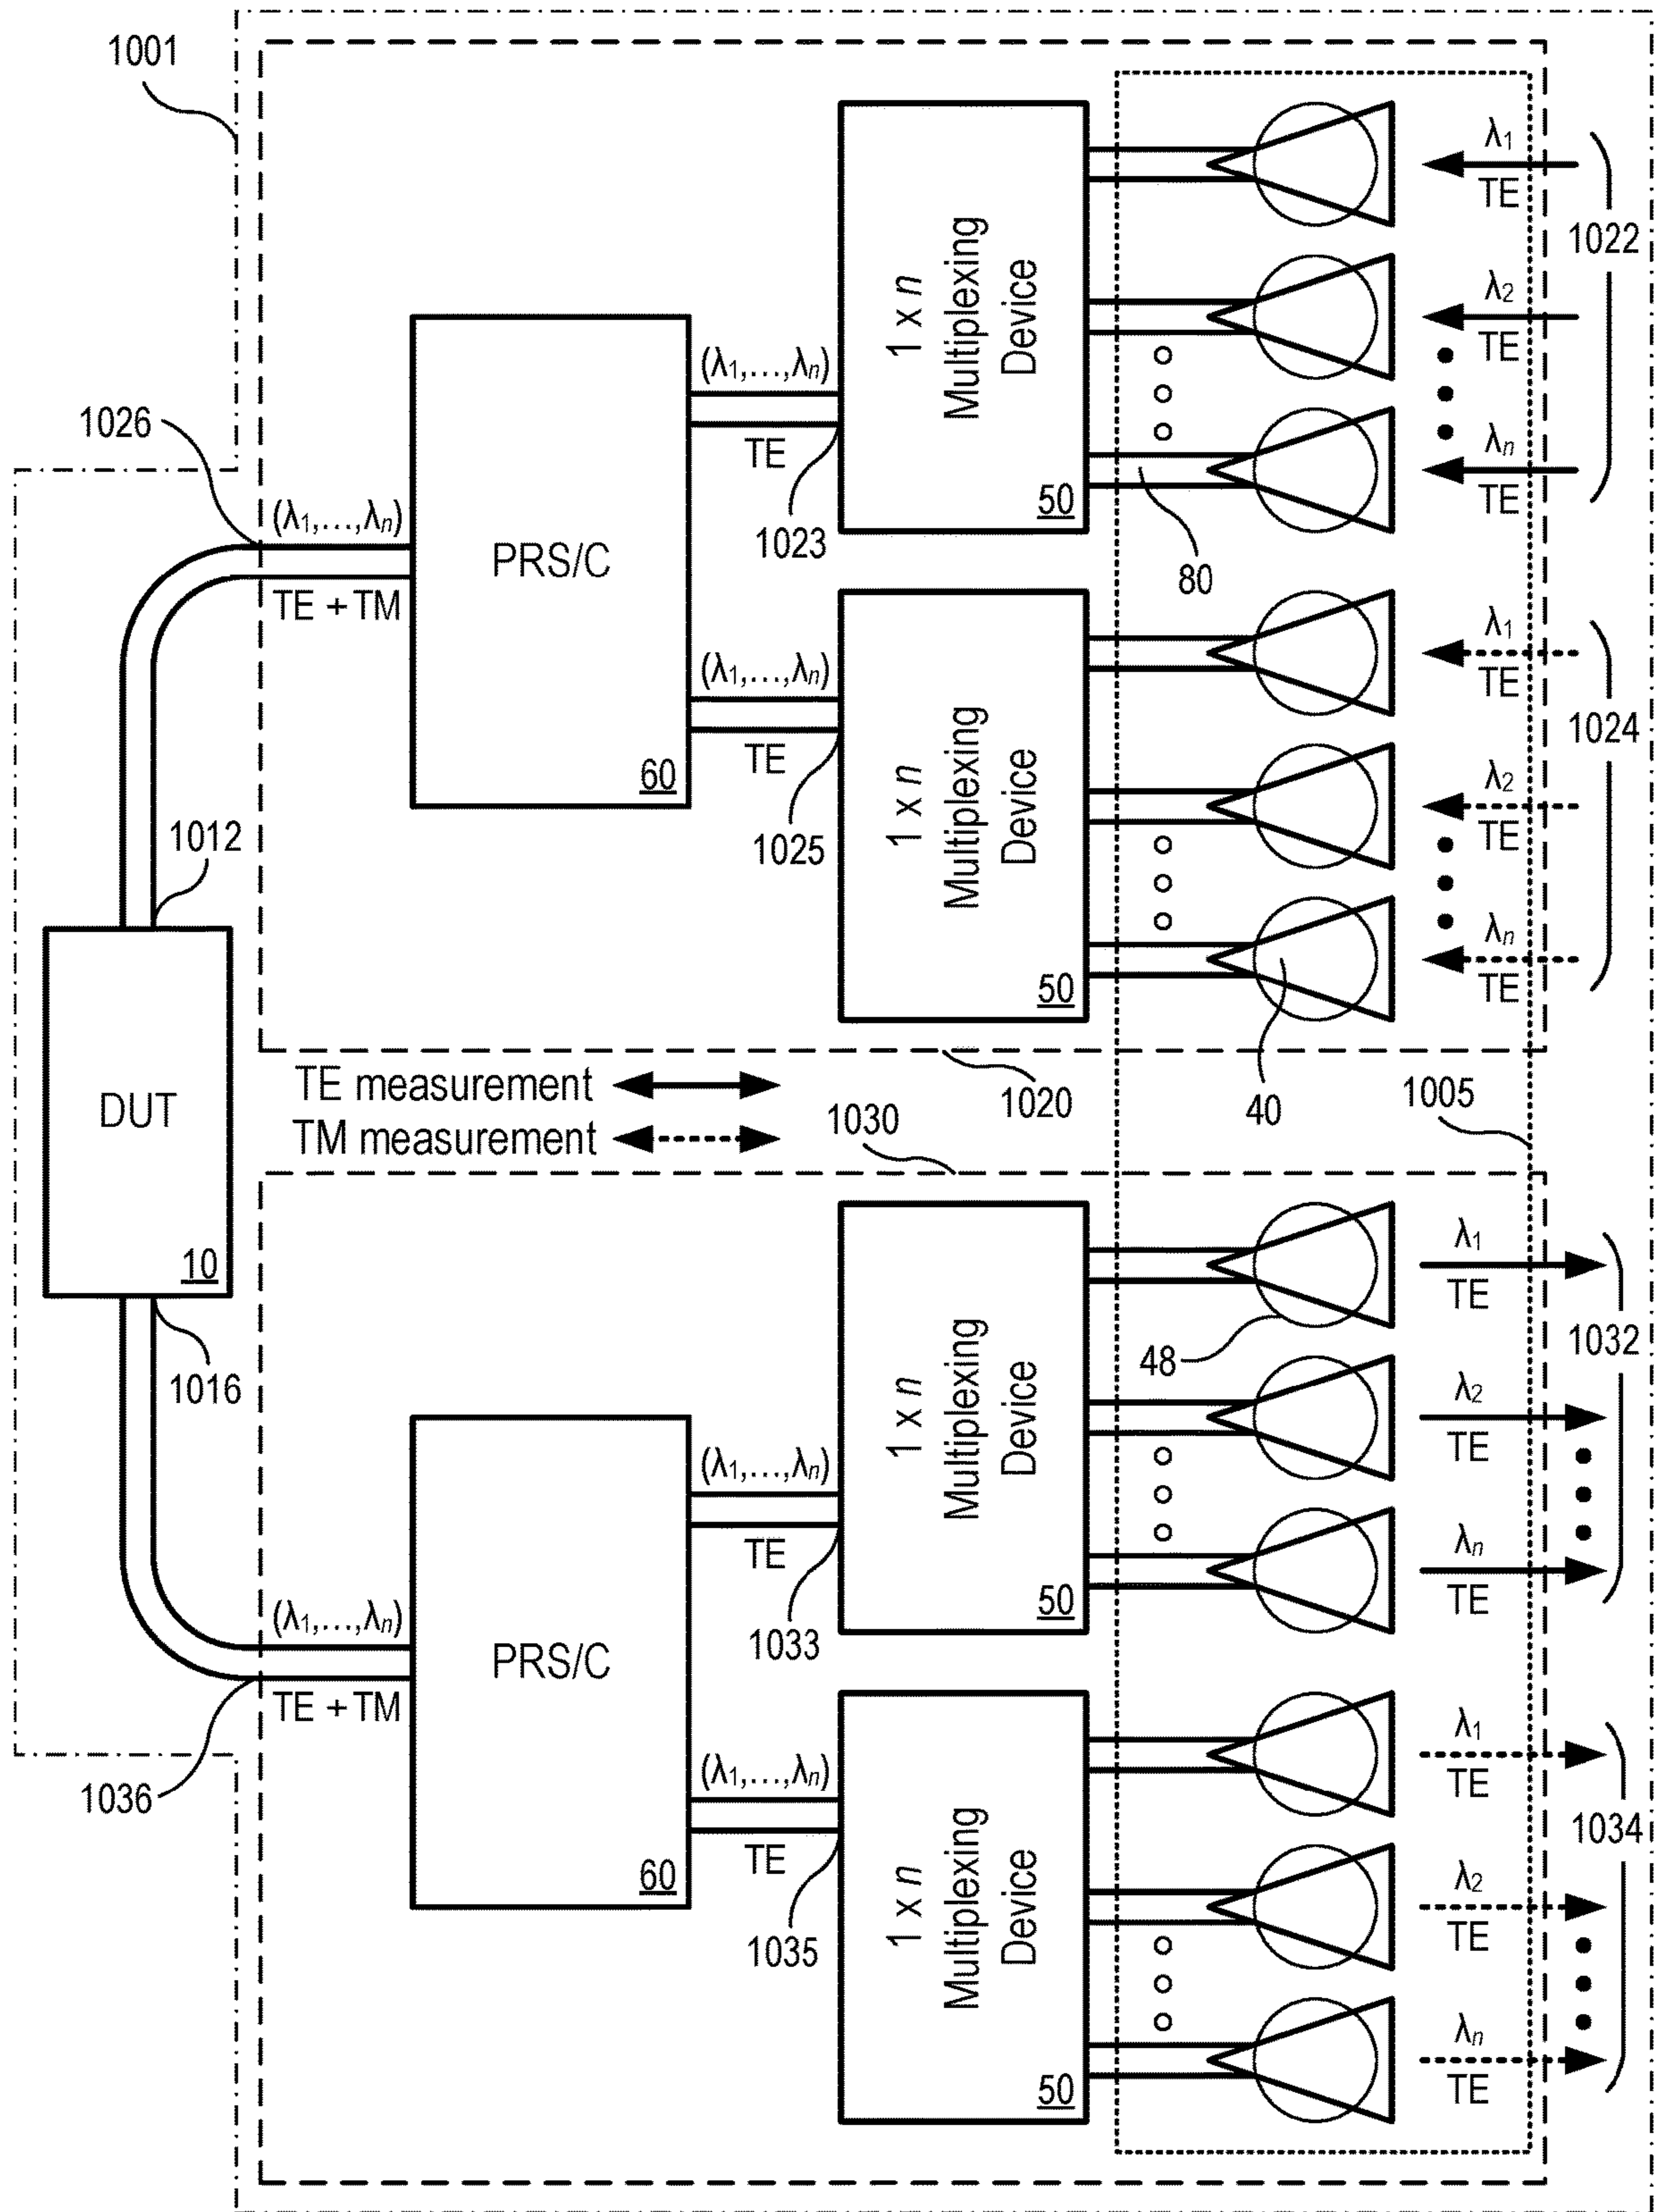 1001
λ1
TE
1022
1 x n
Multiplexing
Device
50
λ2
TE
(λ1,...,λn)
TE
1023
λn
TE
80
1026
(λ1,...,λn)
TE + TM
PRS/C
60
(λ1,...,λn)
TE
1025
1 x n
Multiplexing
Device
50
λ1
TE
1024
λ2
TE
λn
TE
1012
DUT
10
TE measurement
TM measurement
1020
1030
40
1005
1016
λ1
TE
1032
48
1 x n
Multiplexing
Device
50
λ2
TE
(λ1,...,λn)
TE
1033
λn
TE
(λ1,...,λn)
TE + TM
1036
PRS/C
60
(λ1,...,λn)
TE
1035
1 x n
Multiplexing
Device
50
λ1
TE
1034
λ2
TE
λn
TE